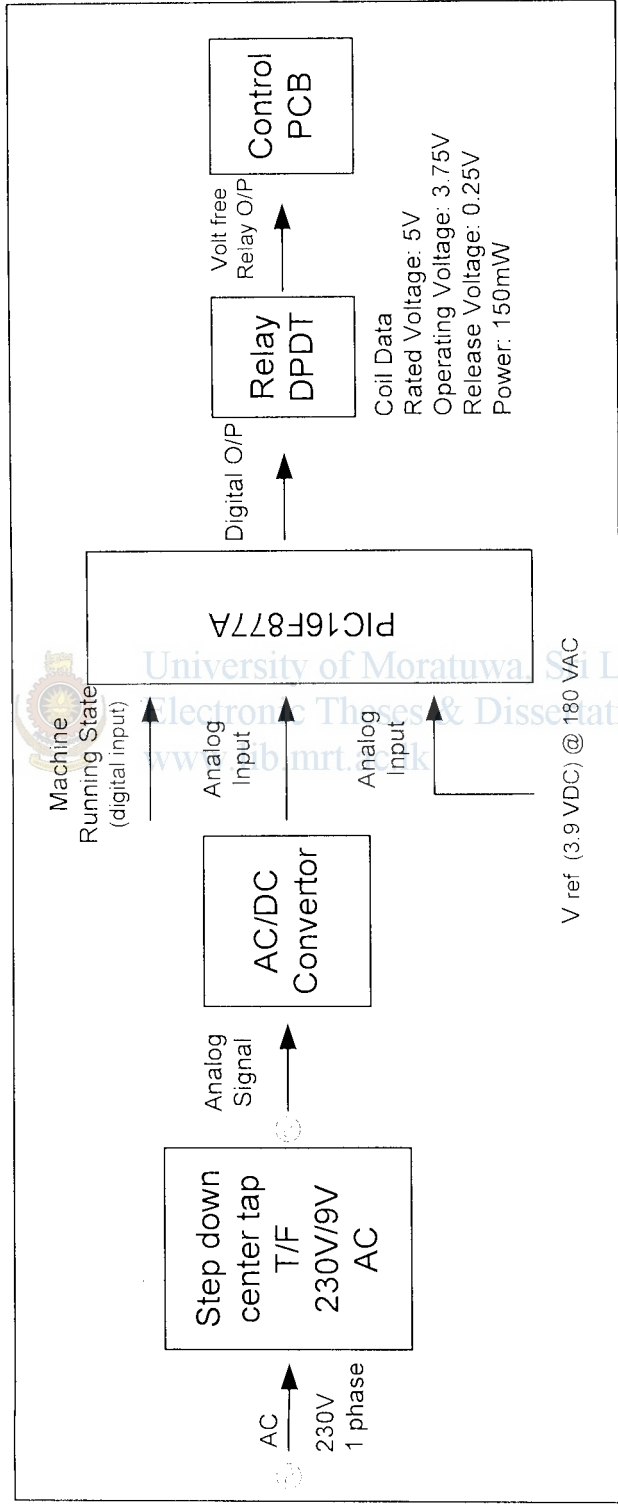 AC
230V
1 phase
Step down
center tap
T/F
230V/9V
AC
Analog
Signal
AC/DC
Convertor
Machine
Running State
(digital input)
Analog
Input
Analog
Input
V ref (3.9 VDC) @ 180 VAC
PIC16F877A
Digital O/P
Relay
DPDT
Volt free
Relay O/P
Control
PCB
Coil Data
Rated Voltage: 5V
Operating Voltage: 3.75V
Release Voltage: 0.25V
Power: 150mW
University of Moratuwa, Sri L
Electronic Theses & Dissertati
www.lib.mrt.ac.lk